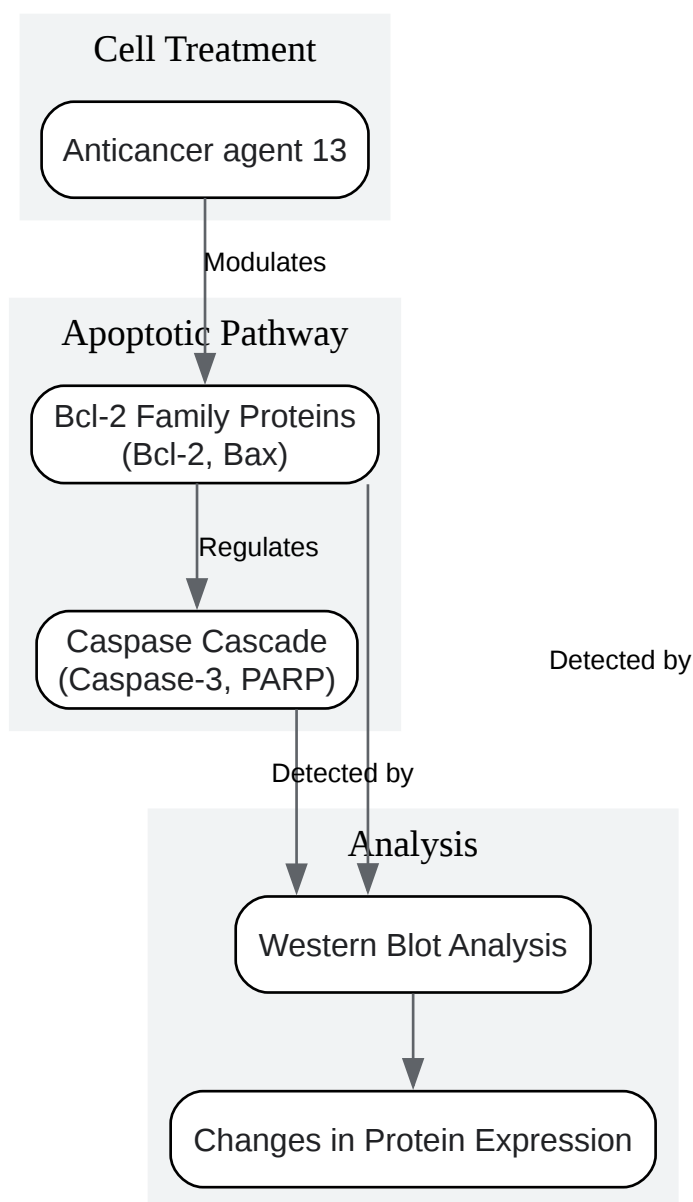 Cell Treatment
Anticancer agent 13
Modulates
Apoptotic Pathway
Bcl-2 Family Proteins
(Bcl-2, Bax)
Regulates
Caspase Cascade
(Caspase-3, PARP)
Detected by
Detected by
Analysis
Western Blot Analysis
Changes in Protein Expression